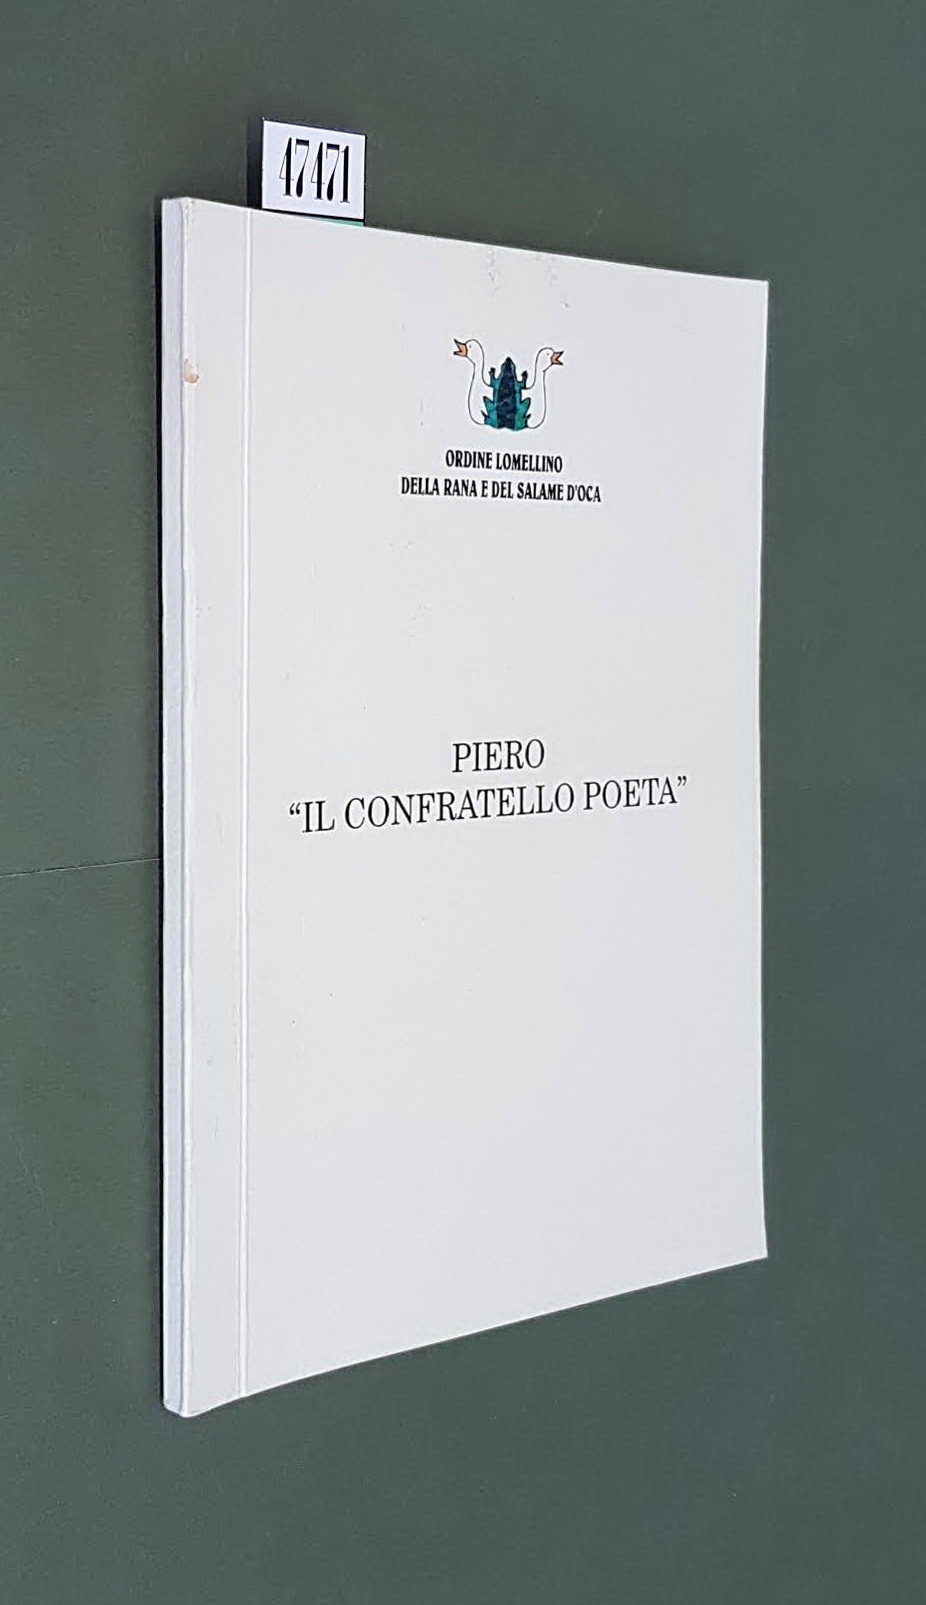 47471
ORDINE LOMELLINO
DELLA RANA E DEL SALAME D'OCA
PIERO
“IL CONFRATELLO POETA”